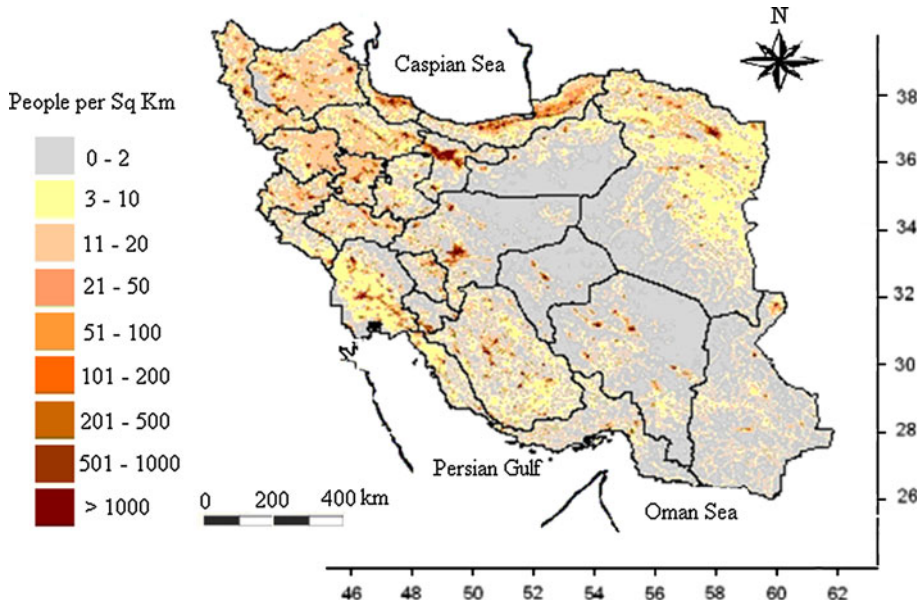 N
Caspian Sea
People per Sq Km
0 - 2
3 - 10
11 - 20
21 - 50
51 - 100
101 - 200
201 - 500
501 - 1000
> 1000
38
36
34
32
30
28
26
Persian Gulf
Oman Sea
0 200 400 km
46 48 50 52 54 56 58 60 62